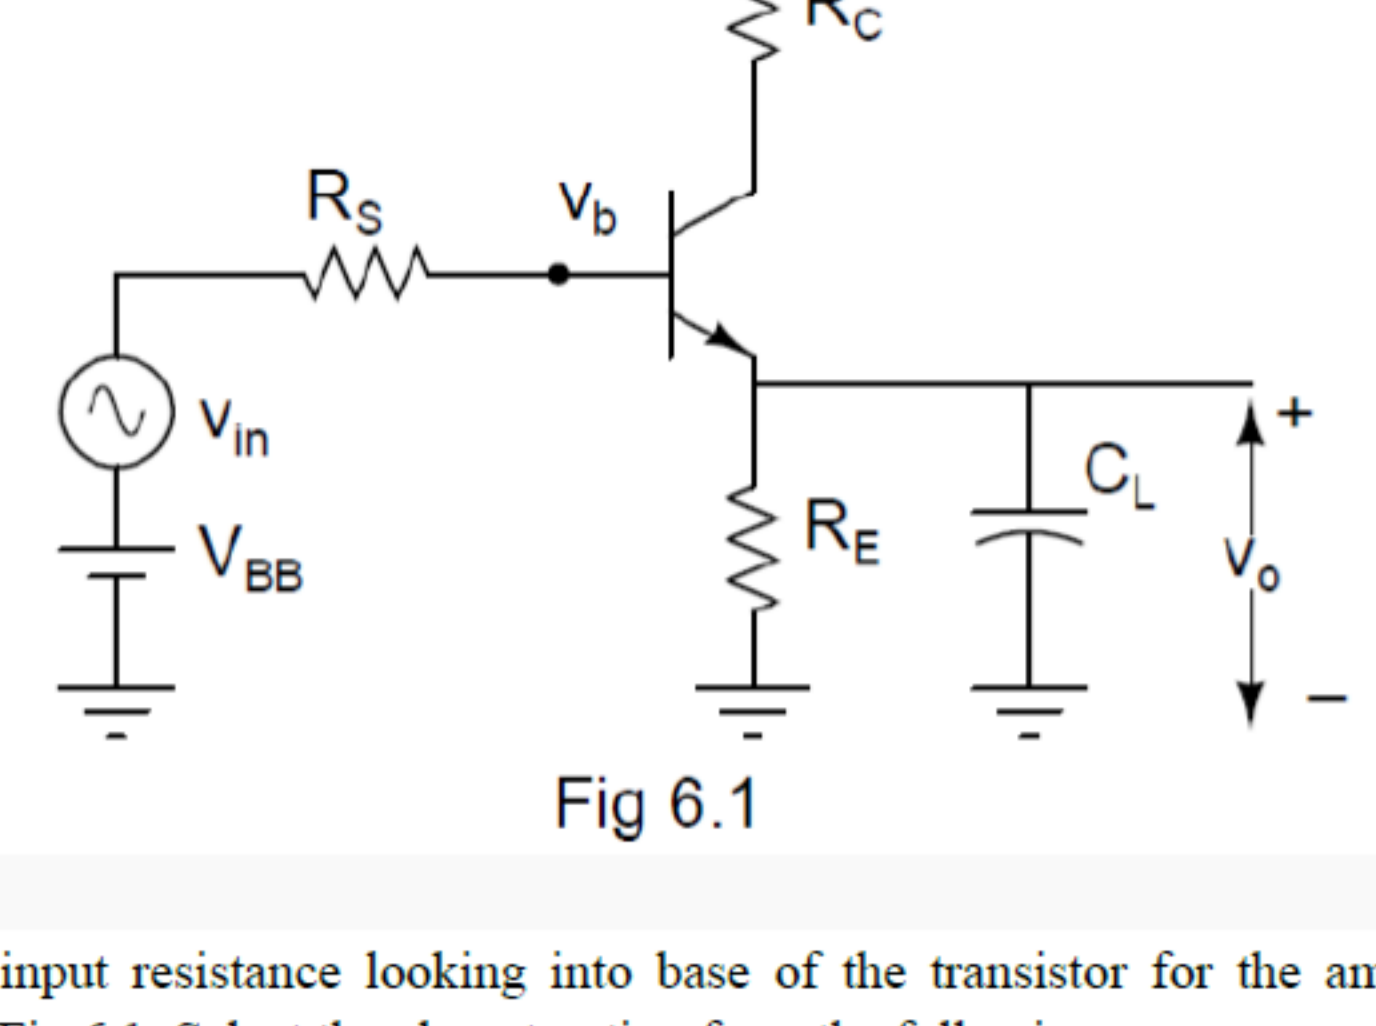 RC
RS
vb
vin
VBB
RE
CL
+
vo
−
Fig 6.1
input resistance looking into base of the transistor for the